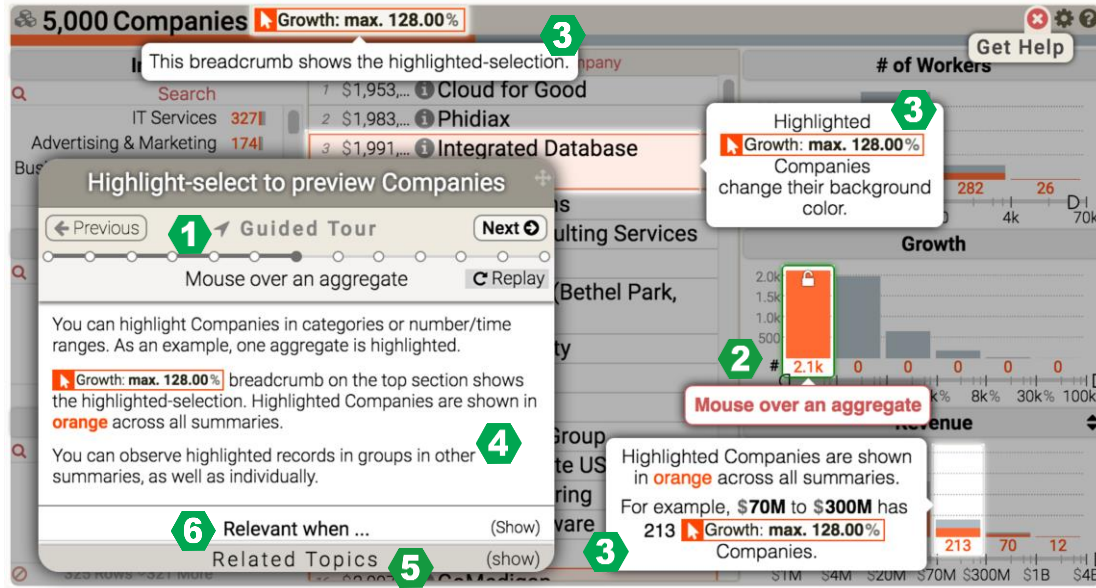 5,000 Companies Growth: max. 128.00%
3
This breadcrumb shows the highlighted-selection.
Get Help
Search
IT Services 327
Advertising & Marketing 174
1 $1,953,... Cloud for Good
2 $1,983,... Phidiax
3 $1,991,... Integrated Database
ulting Services
(Bethel Park,
Group
te US
ring
ware
325 Rows
# of Workers
282 26
4k 70k
3
Highlighted
Growth: max. 128.00%
Companies
change their background
color.
Highlight-select to preview Companies
Previous
1
Guided Tour
Next
Mouse over an aggregate
Replay
You can highlight Companies in categories or number/time
ranges. As an example, one aggregate is highlighted.
Growth: max. 128.00% breadcrumb on the top section shows
the highlighted-selection. Highlighted Companies are shown in
orange across all summaries.
4
You can observe highlighted records in groups in other
summaries, as well as individually.
6
Relevant when ...
(Show)
Related Topics
5
(show)
Growth
2.0k
1.5k
1.0k
500
2
# 2.1k 0 0 0 0 0
k% 8k% 30k% 100k
Mouse over an aggregate
Revenue
Highlighted Companies are shown
in orange across all summaries.
For example, $70M to $300M has
213 Growth: max. 128.00%
Companies.
3
213 70 12
$1M $4M $20M $70M $300M $1B $4B